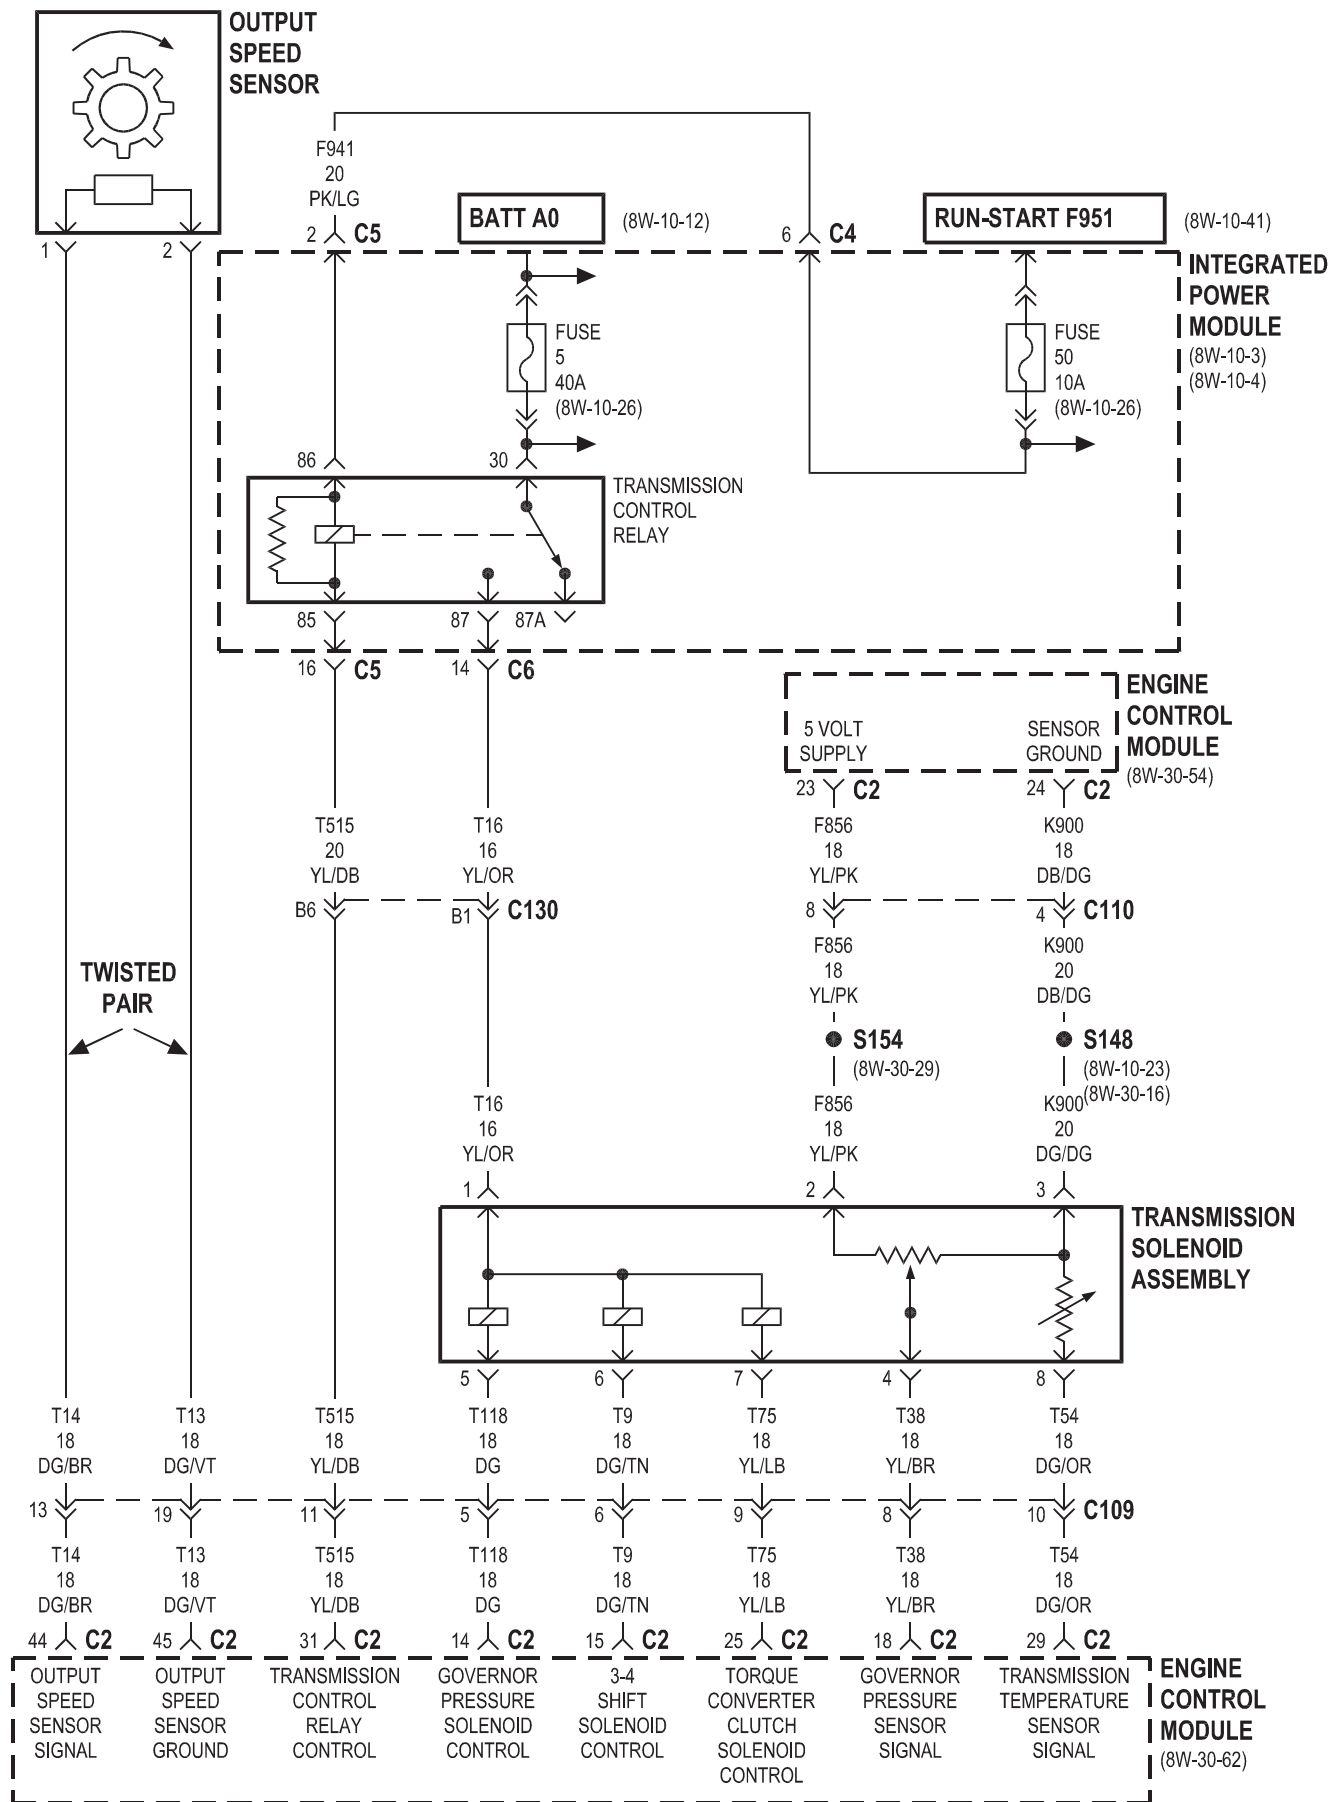 OUTPUT
SPEED
SENSOR
F941
20
PK/LG
BATT A0
(8W-10-12)
RUN-START F951
(8W-10-41)
1
2
2
C5
6
C4
INTEGRATED
POWER
MODULE
(8W-10-3)
(8W-10-4)
FUSE
5
40A
(8W-10-26)
FUSE
50
10A
(8W-10-26)
86
30
TRANSMISSION
CONTROL
RELAY
85
87
87A
16
C5
14
C6
ENGINE
CONTROL
MODULE
(8W-30-54)
5 VOLT
SUPPLY
SENSOR
GROUND
23
C2
24
C2
T515
20
YL/DB
T16
16
YL/OR
F856
18
YL/PK
K900
18
DB/DG
B6
B1
C130
8
4
C110
F856
18
YL/PK
K900
20
DB/DG
TWISTED
PAIR
S154
(8W-30-29)
S148
(8W-10-23)
(8W-30-16)
T16
16
YL/OR
F856
18
YL/PK
K900
20
DG/DG
1
2
3
TRANSMISSION
SOLENOID
ASSEMBLY
5
6
7
4
8
T14
18
DG/BR
T13
18
DG/VT
T515
18
YL/DB
T118
18
DG
T9
18
DG/TN
T75
18
YL/LB
T38
18
YL/BR
T54
18
DG/OR
13
19
11
5
6
9
8
10
C109
T14
18
DG/BR
T13
18
DG/VT
T515
18
YL/DB
T118
18
DG
T9
18
DG/TN
T75
18
YL/LB
T38
18
YL/BR
T54
18
DG/OR
44
C2
45
C2
31
C2
14
C2
15
C2
25
C2
18
C2
29
C2
OUTPUT
SPEED
SENSOR
SIGNAL
OUTPUT
SPEED
SENSOR
GROUND
TRANSMISSION
CONTROL
RELAY
CONTROL
GOVERNOR
PRESSURE
SOLENOID
CONTROL
3-4
SHIFT
SOLENOID
CONTROL
TORQUE
CONVERTER
CLUTCH
SOLENOID
CONTROL
GOVERNOR
PRESSURE
SENSOR
SIGNAL
TRANSMISSION
TEMPERATURE
SENSOR
SIGNAL
ENGINE
CONTROL
MODULE
(8W-30-62)